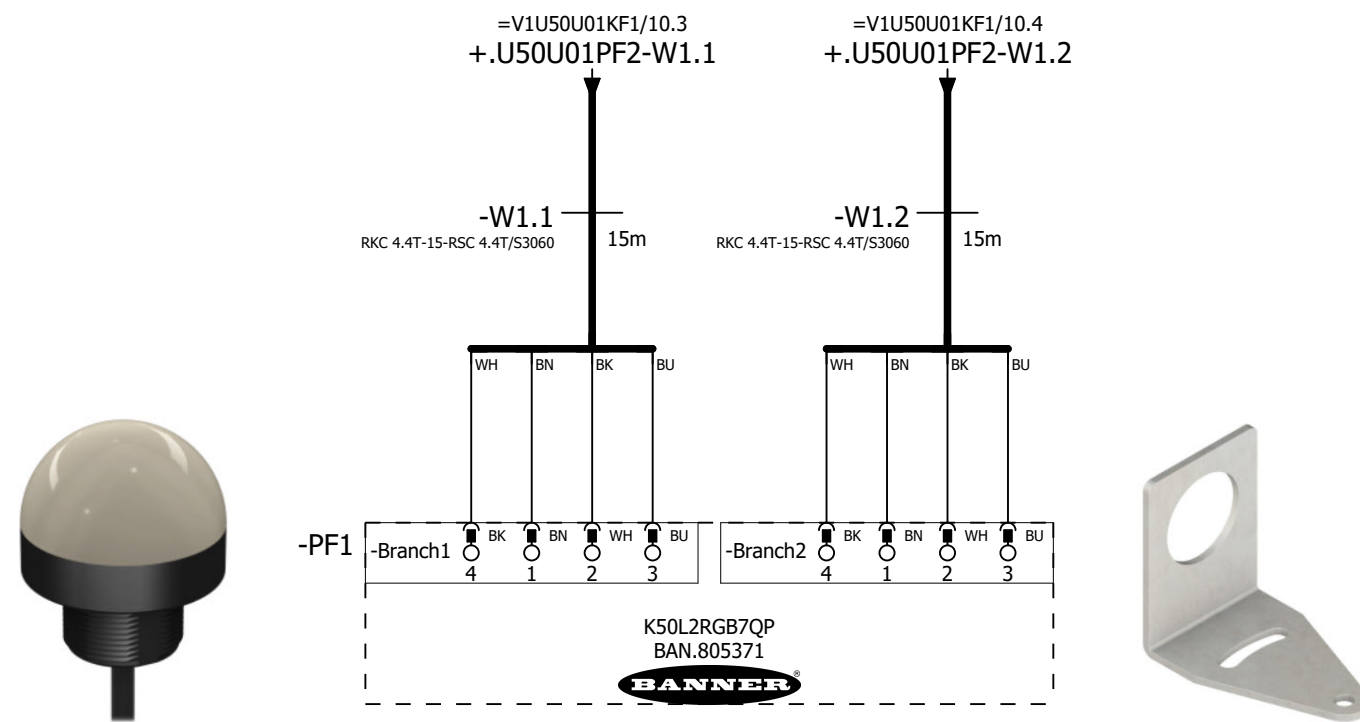 =V1U50U01KF1/10.3
+.U50U01PF2-W1.1
=V1U50U01KF1/10.4
+.U50U01PF2-W1.2
-W1.1
RKC 4.4T-15-RSC 4.4T/S3060
15m
-W1.2
RKC 4.4T-15-RSC 4.4T/S3060
15m
WH BN BK BU
WH BN BK BU
-PF1
-Branch1
BK BN WH BU
4 1 2 3
-Branch2
BK BN WH BU
4 1 2 3
K50L2RGB7QP
BAN.805371
BANNER®